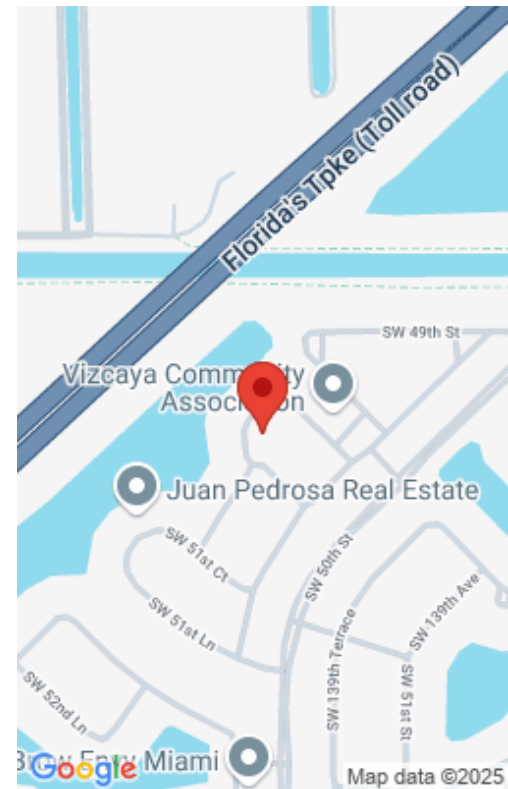 Florida's Tpke (Toll road)
SW 49th St
Vizcaya Community
Association
Juan Pedrosa Real Estate
SW 51st Ct
SW 50th St
SW 51st Ln
SW 139th Ave
SW 139th Terrace
SW 51st St
SW 52nd Ln
Envy Miami
Google
Map data ©2025